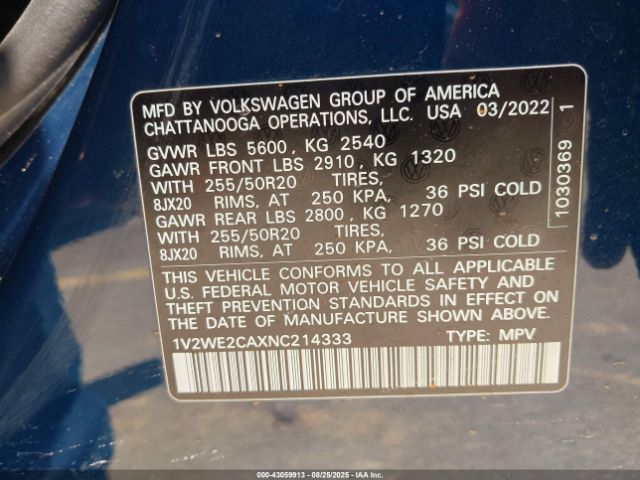 MFD BY VOLKSWAGEN GROUP OF AMERICA
CHATTANOOGA OPERATIONS, LLC. USA 03/2022
GVWR LBS 5600, KG 2540
GAWR FRONT LBS 2910, KG 1320
WITH 255/50R20 TIRES,
8JX20 RIMS, AT 250 KPA, 36 PSI COLD
GAWR REAR LBS 2800, KG 1270
WITH 255/50R20 TIRES,
8JX20 RIMS, AT 250 KPA, 36 PSI COLD
THIS VEHICLE CONFORMS TO ALL APPLICABLE
U.S. FEDERAL MOTOR VEHICLE SAFETY AND
THEFT PREVENTION STANDARDS IN EFFECT ON
THE DATE OF MANUFACTURE SHOWN ABOVE.
1V2WE2CAXNC214333 TYPE: MPV
1030369 1
000-43059913 - 08/25/2025 - www.iaai.com